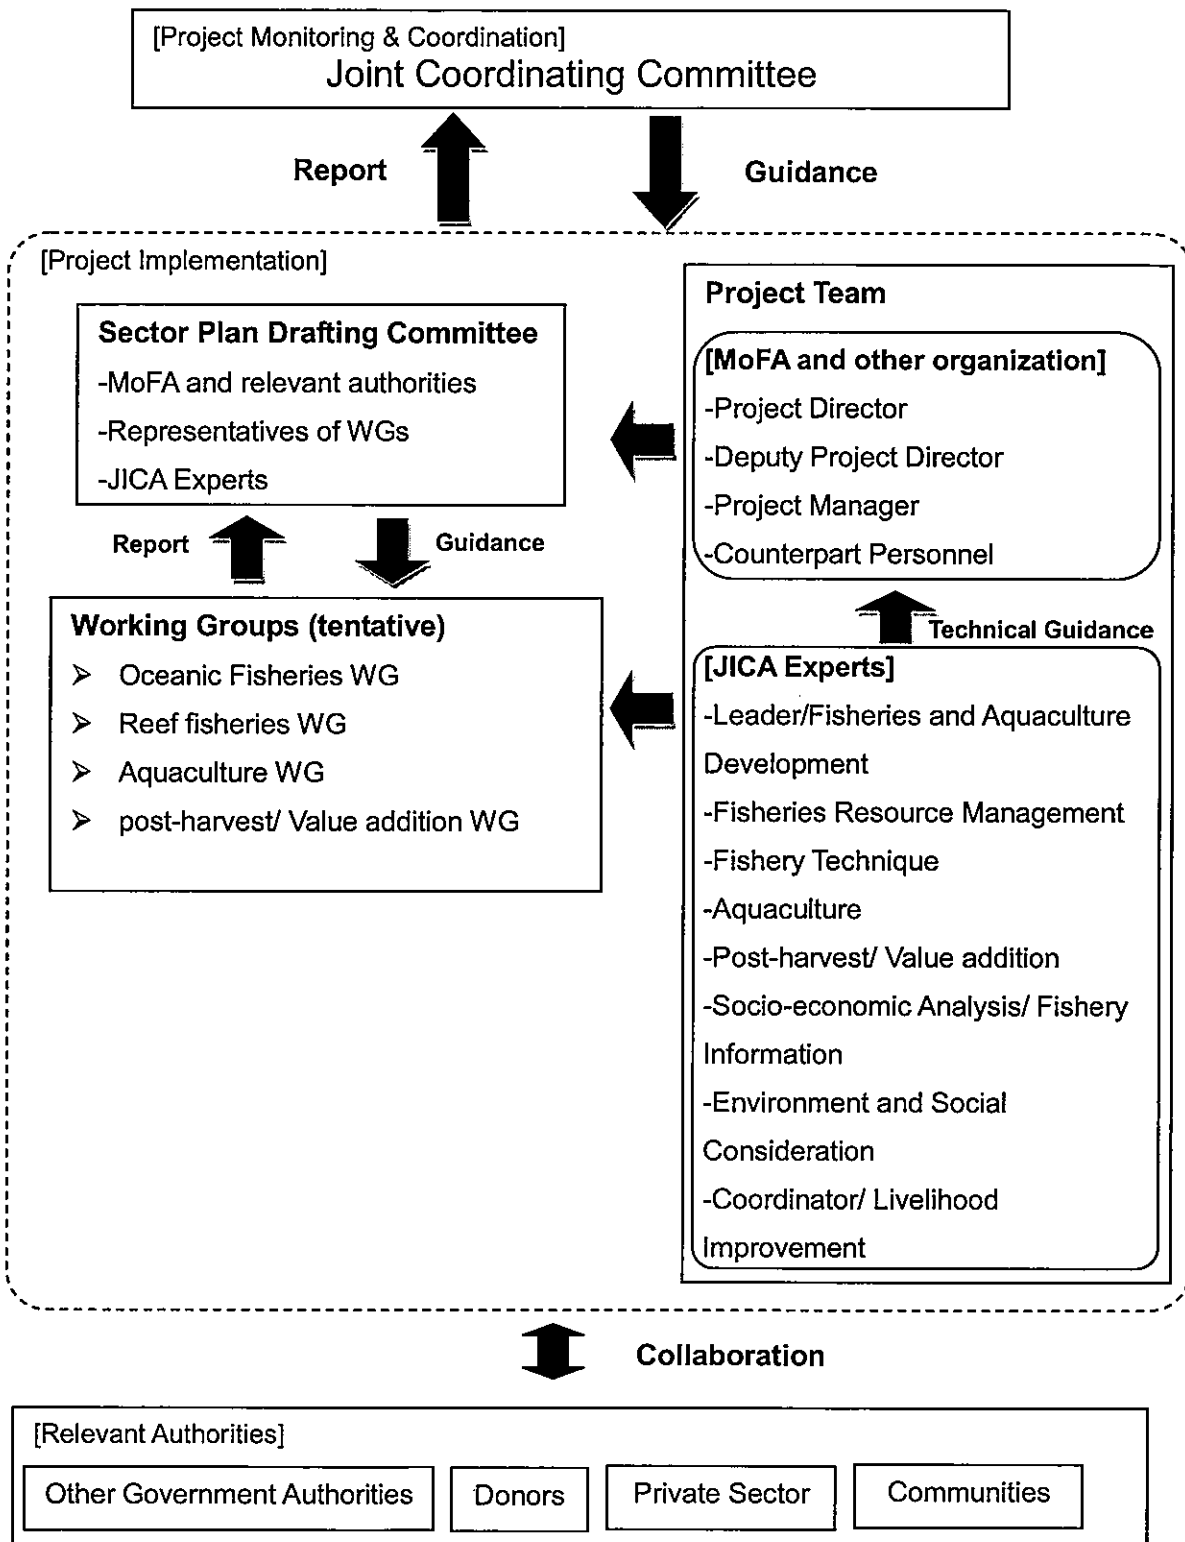 [Project Monitoring & Coordination]
Joint Coordinating Committee
Report
Guidance
[Project Implementation]
Sector Plan Drafting Committee
-MoFA and relevant authorities
-Representatives of WGs
-JICA Experts
Report
Guidance
Working Groups (tentative)
➢ Oceanic Fisheries WG
➢ Reef fisheries WG
➢ Aquaculture WG
➢ post-harvest/ Value addition WG
Project Team
[MoFA and other organization]
-Project Director
-Deputy Project Director
-Project Manager
-Counterpart Personnel
Technical Guidance
[JICA Experts]
-Leader/Fisheries and Aquaculture
Development
-Fisheries Resource Management
-Fishery Technique
-Aquaculture
-Post-harvest/ Value addition
-Socio-economic Analysis/ Fishery
Information
-Environment and Social
Consideration
-Coordinator/ Livelihood
Improvement
Collaboration
[Relevant Authorities]
Other Government Authorities
Donors
Private Sector
Communities